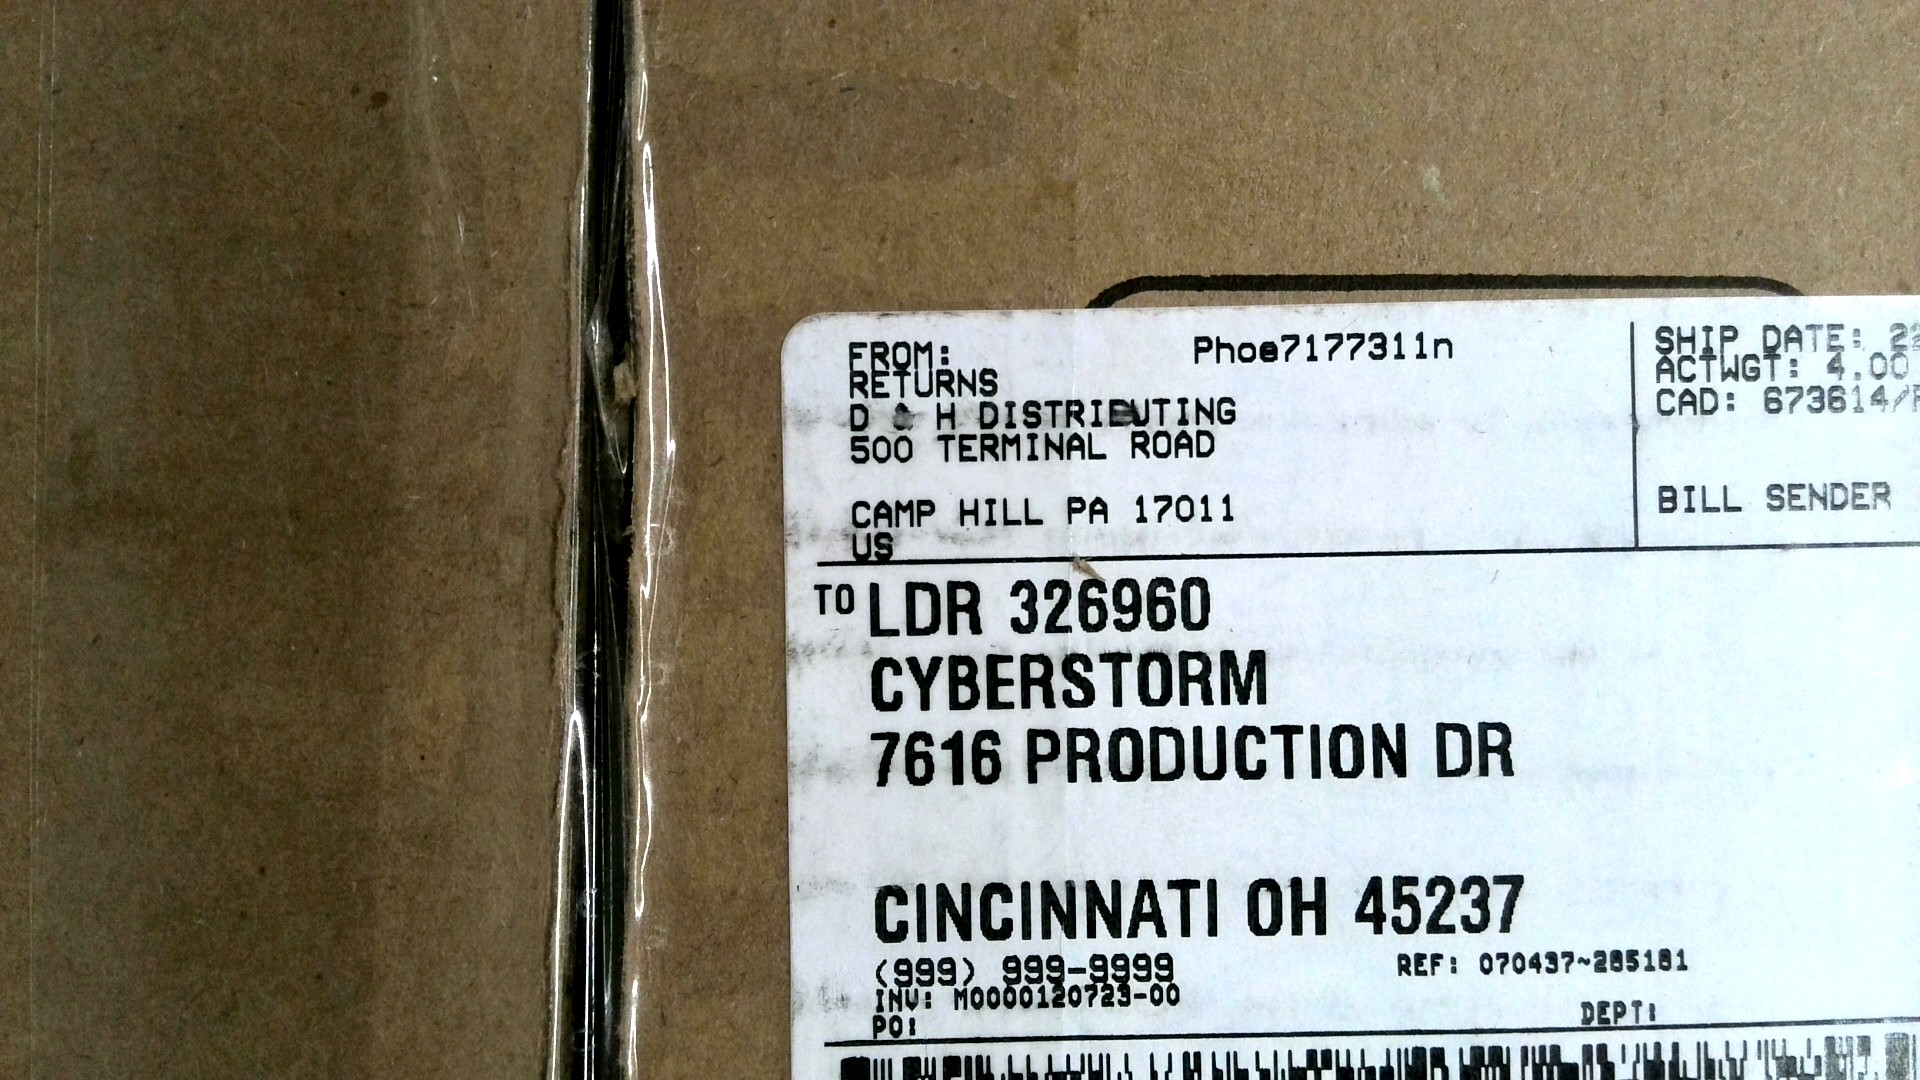 FROM:
RETURNS
D & H DISTRIBUTING
500 TERMINAL ROAD
CAMP HILL PA 17011
US
Phoe7177311n
SHIP DATE: 22
ACTWGT: 4.00
CAD: 673614/
BILL SENDER
TO LDR 326960
CYBERSTORM
7616 PRODUCTION DR
CINCINNATI OH 45237
(999) 999-9999
REF: 070437~285181
INV: M0000120723-00
PO:
DEPT: